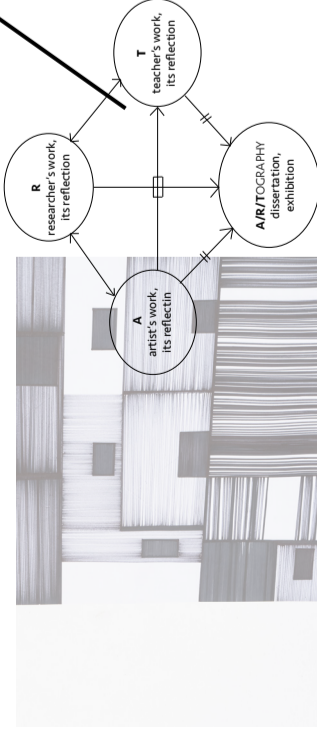 A
artist's work,
its reflectin
R
researcher's work,
its reflection
T
teacher's work,
its reflection
A/R/TOGRAPHY
dissertation,
exhibition